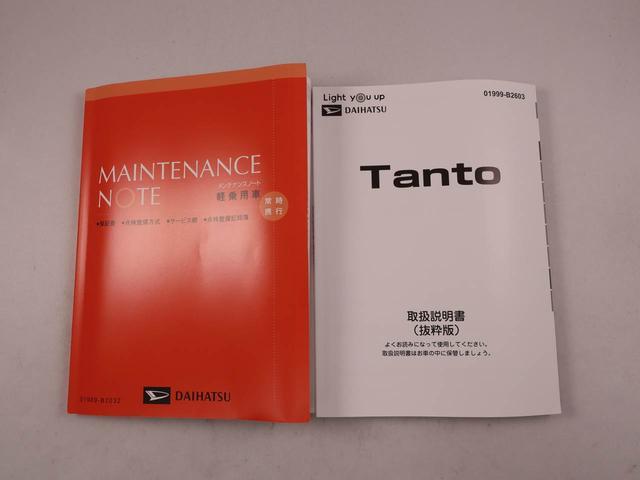 MAINTENANCE
NOTE
メンテナンスノート
軽乗用車
常時
携行
●保証書 ●点検整備方式 ●サービス網 ●点検整備記録簿
DAIHATSU
01989-B2032
Light you up
DAIHATSU
01999-B2603
Tanto
取扱説明書
(抜粋版)
よくお読みになって使用してください。
取扱説明書はお車の中に保管しましょう。